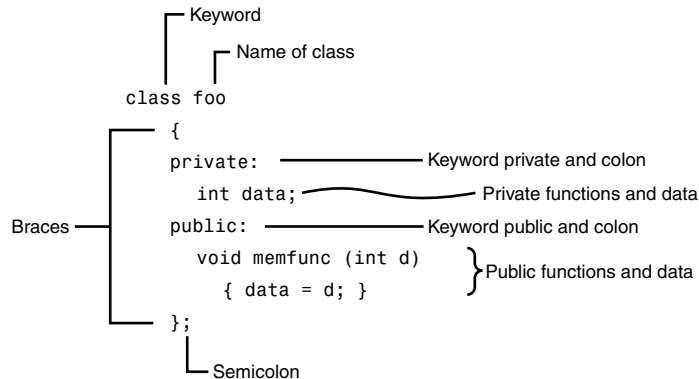 Keyword
Name of class
class foo
{
private:
Keyword private and colon
int data;
Private functions and data
Braces
public:
Keyword public and colon
void memfunc (int d)
Public functions and data
{ data = d; }
};
Semicolon